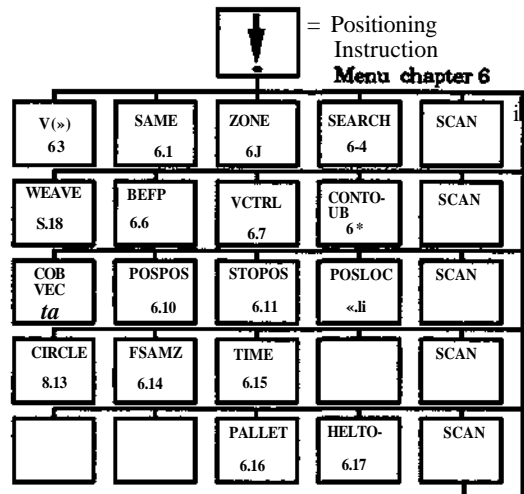 = Positioning
Instruction
Menu chapter 6
V(») SAME ZONE SEARCH SCAN
63 6.1 6J 6-4
WEAVE BEFP VCTRL CONTO-
UB SCAN
S.18 6.6 6.7 6*
COB
VEC POSPOS STOPOS POSLOC SCAN
ta 6.10 6.11 «.li
CIRCLE FSAMZ TIME SCAN
8.13 6.14 6.15
PALLET HELTO- SCAN
6.16 6.17